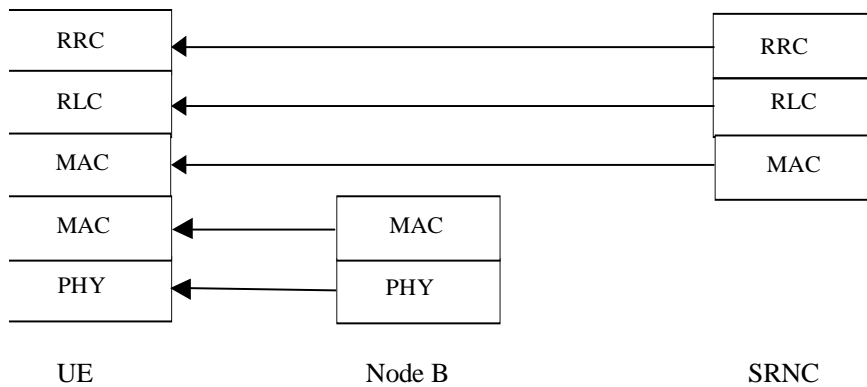 RRC RRC
RLC RLC
MAC MAC
MAC MAC
PHY PHY
UE Node B SRNC